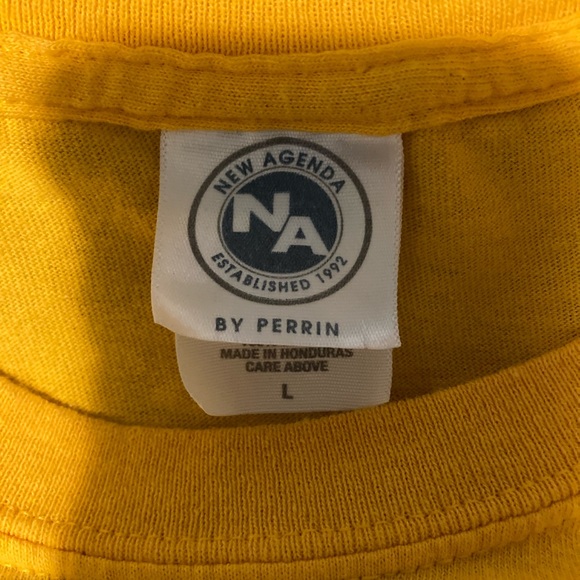 NEW AGENDA
NA
ESTABLISHED 1992
BY PERRIN
MADE IN HONDURAS
CARE ABOVE
L